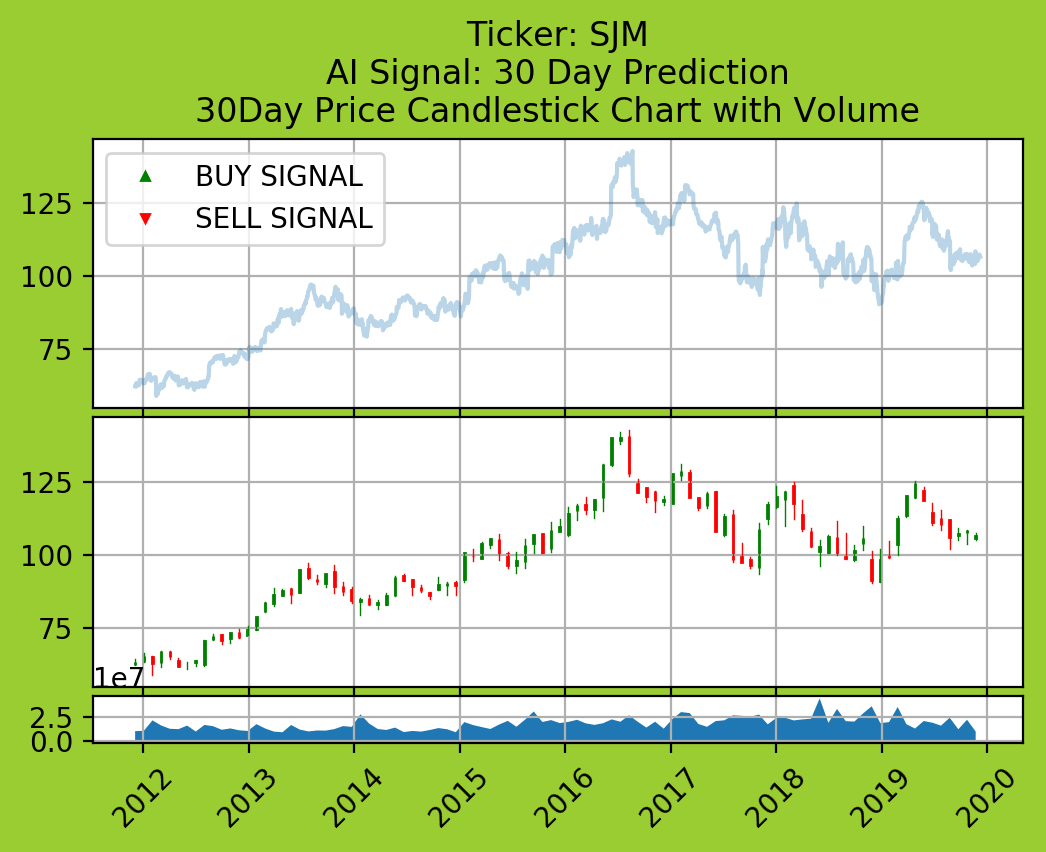 Ticker: SJM
AI Signal: 30 Day Prediction
30Day Price Candlestick Chart with Volume
BUY SIGNAL
SELL SIGNAL
125
100
75
125
100
75
1e7
2.5
0.0
2012
2013
2014
2015
2016
2017
2018
2019
2020